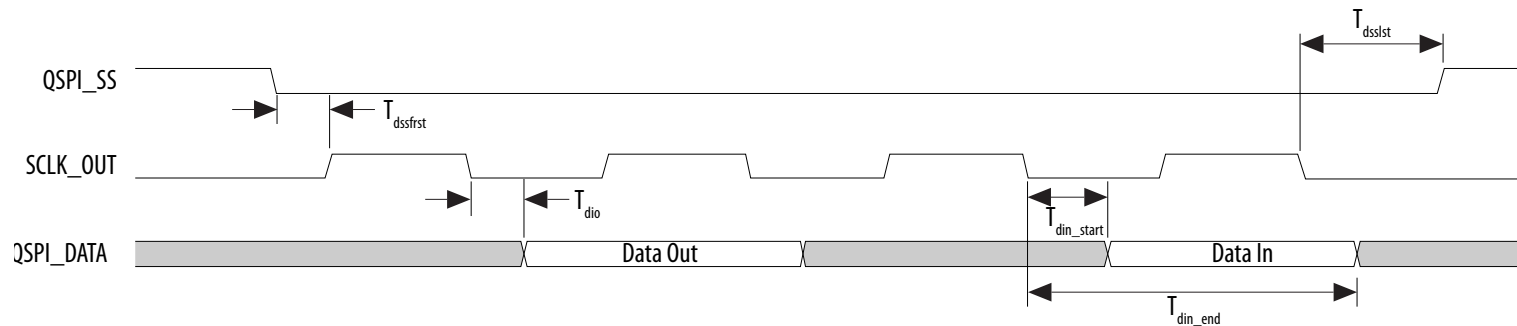 T_dsslst
QSPI_SS
T_dssfrst
SCLK_OUT
T_dio
T_din_start
QSPI_DATA
Data Out
Data In
T_din_end